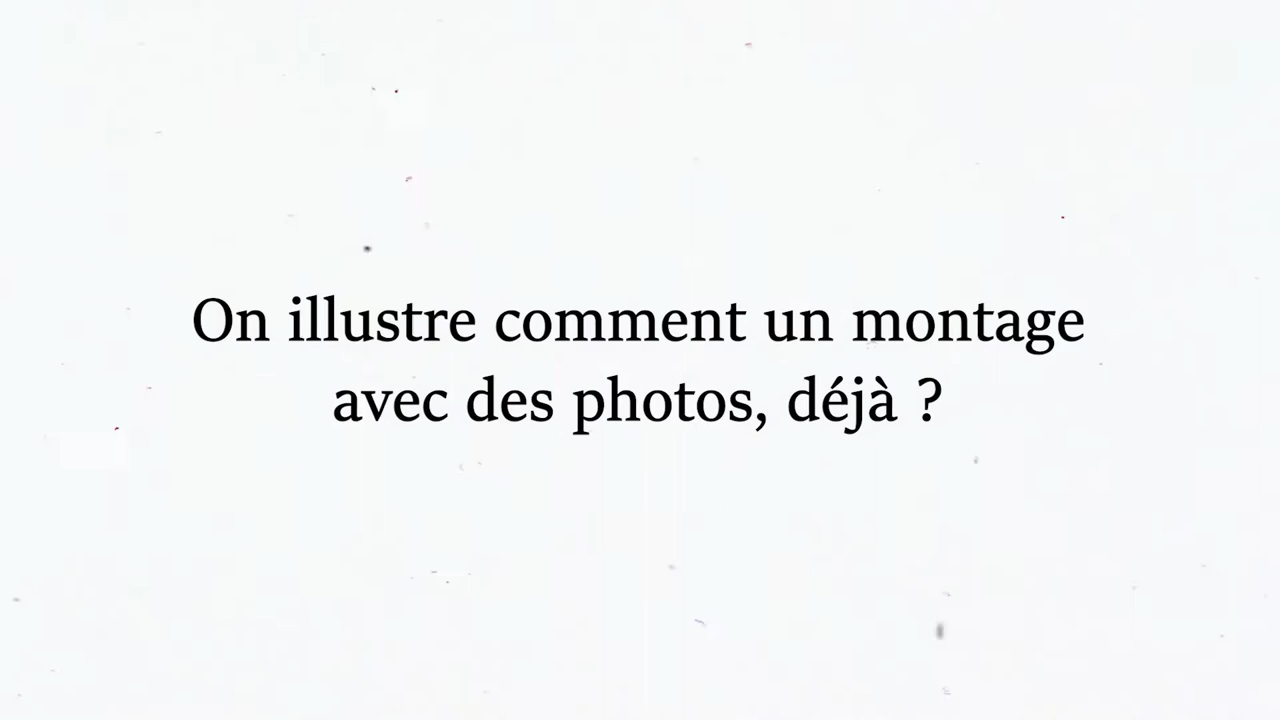 On illustre comment un montage
avec des photos, déjà ?